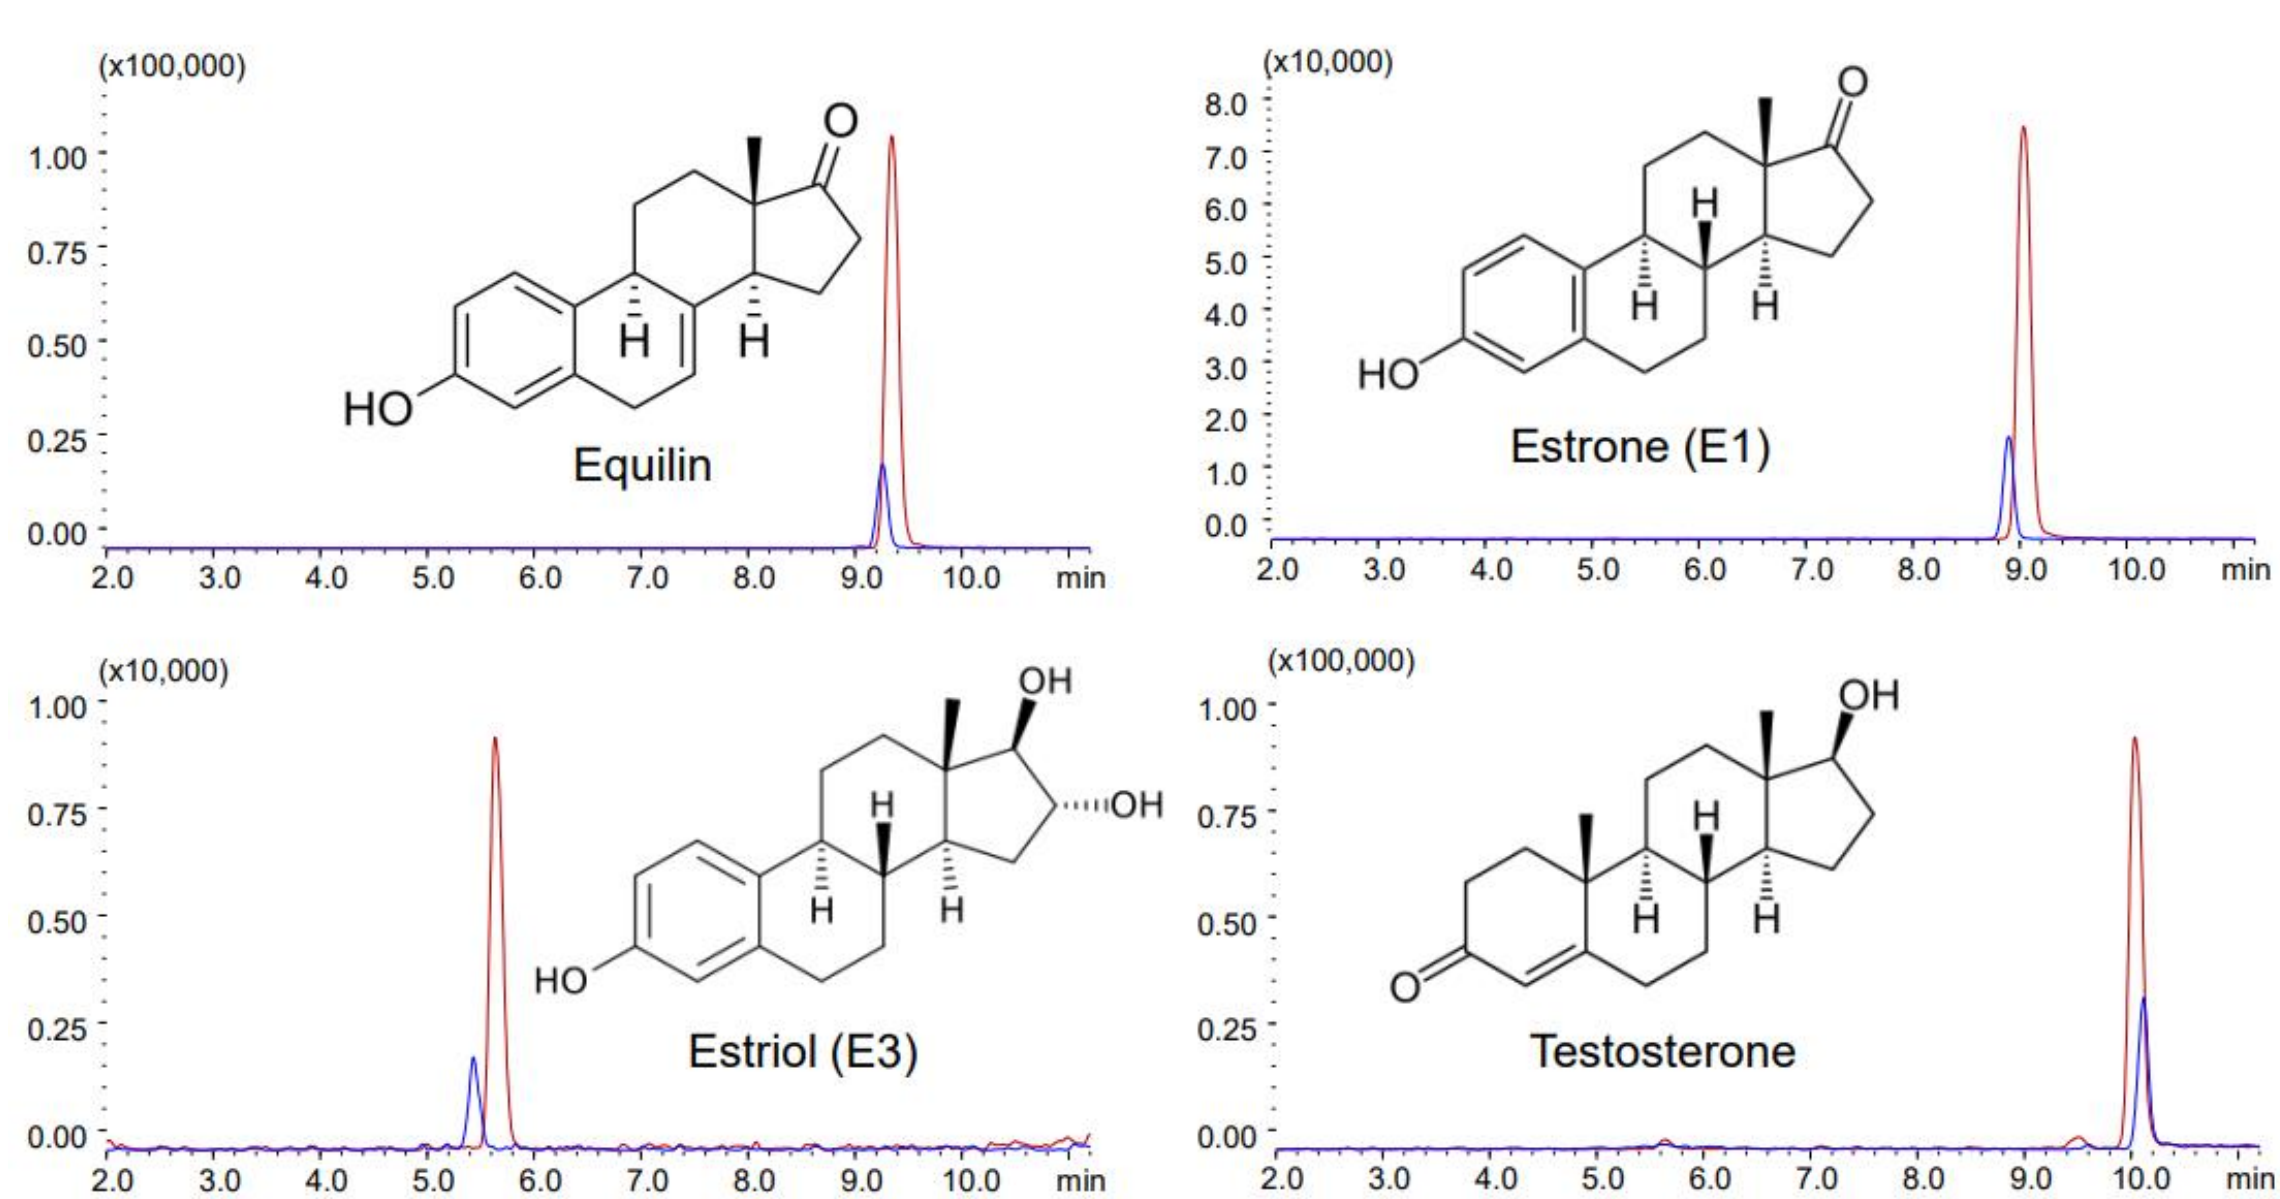 (x100,000)
1.00
0.75
0.50
0.25
0.00
2.0 3.0 4.0 5.0 6.0 7.0 8.0 9.0 10.0 min
O
H H
HO
Equilin
(x10,000)
8.0
7.0
6.0
5.0
4.0
3.0
2.0
1.0
0.0
2.0 3.0 4.0 5.0 6.0 7.0 8.0 9.0 10.0 min
O
H
H H
HO
Estrone (E1)
(x10,000)
1.00
0.75
0.50
0.25
0.00
2.0 3.0 4.0 5.0 6.0 7.0 8.0 9.0 10.0 min
OH
H OH
H H
HO
Estriol (E3)
(x100,000)
1.00
0.75
0.50
0.25
0.00
2.0 3.0 4.0 5.0 6.0 7.0 8.0 9.0 10.0 min
OH
H
H H
O
Testosterone